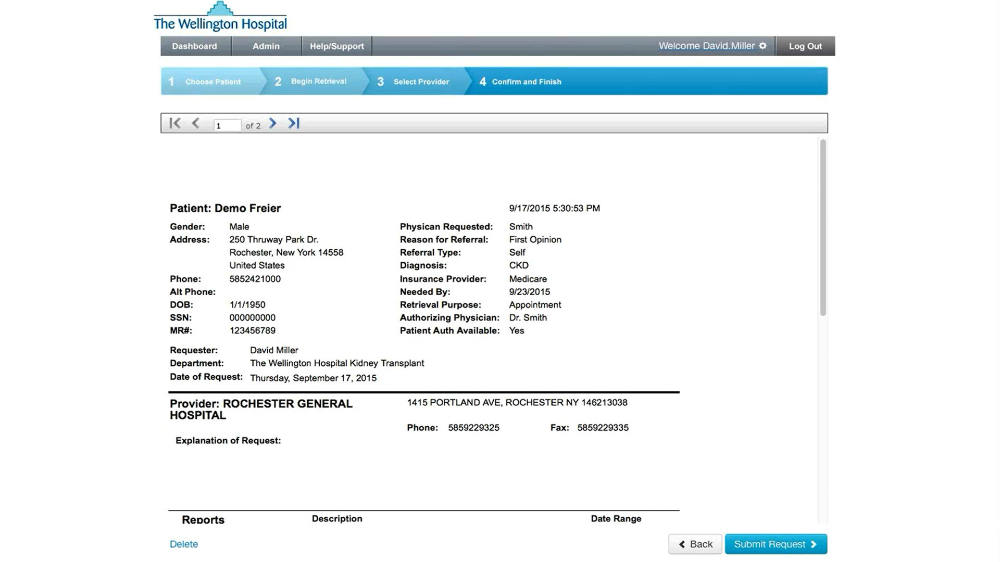 The Wellington Hospital
Dashboard Admin Help/Support Welcome David.Miller Log Out
1 Choose Patient 2 Begin Retrieval 3 Select Provider 4 Confirm and Finish
1 of 2
Patient: Demo Freier 9/17/2015 5:30:53 PM
Gender: Male Physican Requested: Smith
Address: 250 Thruway Park Dr. Reason for Referral: First Opinion
Rochester, New York 14558 Referral Type: Self
United States Diagnosis: CKD
Phone: 5852421000 Insurance Provider: Medicare
Alt Phone: Needed By: 9/23/2015
DOB: 1/1/1950 Retrieval Purpose: Appointment
SSN: 000000000 Authorizing Physician: Dr. Smith
MR#: 123456789 Patient Auth Available: Yes
Requester: David Miller
Department: The Wellington Hospital Kidney Transplant
Date of Request: Thursday, September 17, 2015
Provider: ROCHESTER GENERAL 1415 PORTLAND AVE, ROCHESTER NY 146213038
HOSPITAL
Phone: 5859229325 Fax: 5859229335
Explanation of Request:
Reports Description Date Range
Delete Back Submit Request